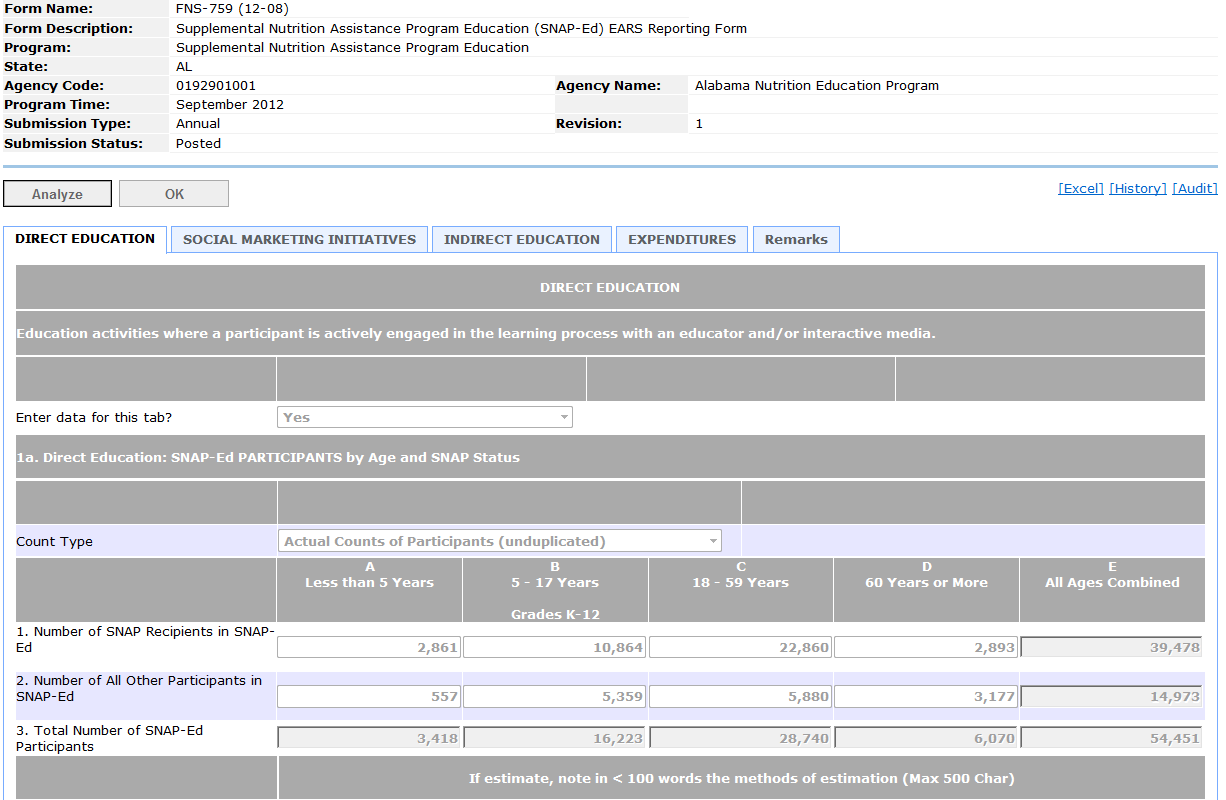 Form Name: FNS-759 (12-08)
Form Description: Supplemental Nutrition Assistance Program Education (SNAP-Ed) EARS Reporting Form
Program: Supplemental Nutrition Assistance Program Education
State: AL
Agency Code: 0192901001 Agency Name: Alabama Nutrition Education Program
Program Time: September 2012
Submission Type: Annual Revision: 1
Submission Status: Posted
Analyze OK [Excel] [History] [Audit]
DIRECT EDUCATION SOCIAL MARKETING INITIATIVES INDIRECT EDUCATION EXPENDITURES Remarks
DIRECT EDUCATION
Education activities where a participant is actively engaged in the learning process with an educator and/or interactive media.
Enter data for this tab? Yes
1a. Direct Education: SNAP-Ed PARTICIPANTS by Age and SNAP Status
Count Type Actual Counts of Participants (unduplicated)
A B C D E
Less than 5 Years 5 - 17 Years 18 - 59 Years 60 Years or More All Ages Combined
Grades K-12
1. Number of SNAP Recipients in SNAP-
Ed 2,861 10,864 22,860 2,893 39,478
2. Number of All Other Participants in
SNAP-Ed 557 5,359 5,880 3,177 14,973
3. Total Number of SNAP-Ed
Participants 3,418 16,223 28,740 6,070 54,451
If estimate, note in < 100 words the methods of estimation (Max 500 Char)